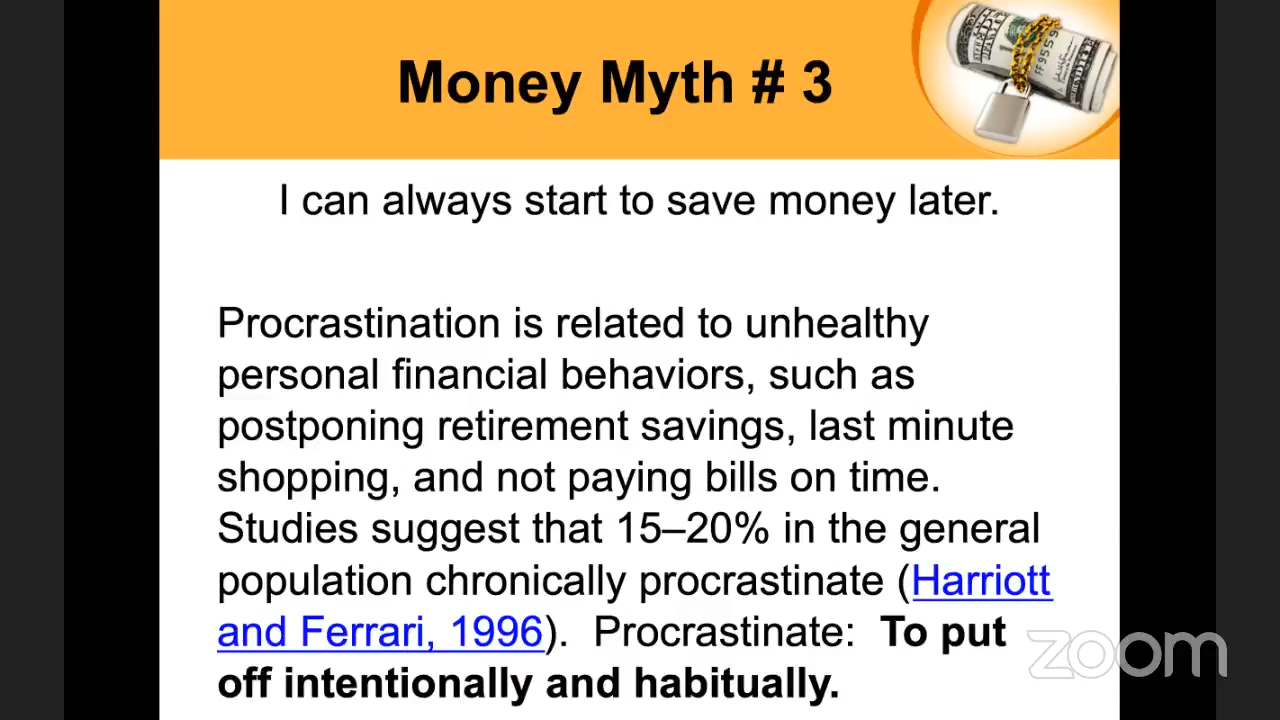 Money Myth # 3
I can always start to save money later.
Procrastination is related to unhealthy
personal financial behaviors, such as
postponing retirement savings, last minute
shopping, and not paying bills on time.
Studies suggest that 15–20% in the general
population chronically procrastinate (Harriott
and Ferrari, 1996).  Procrastinate:  To put
off intentionally and habitually.
zoom